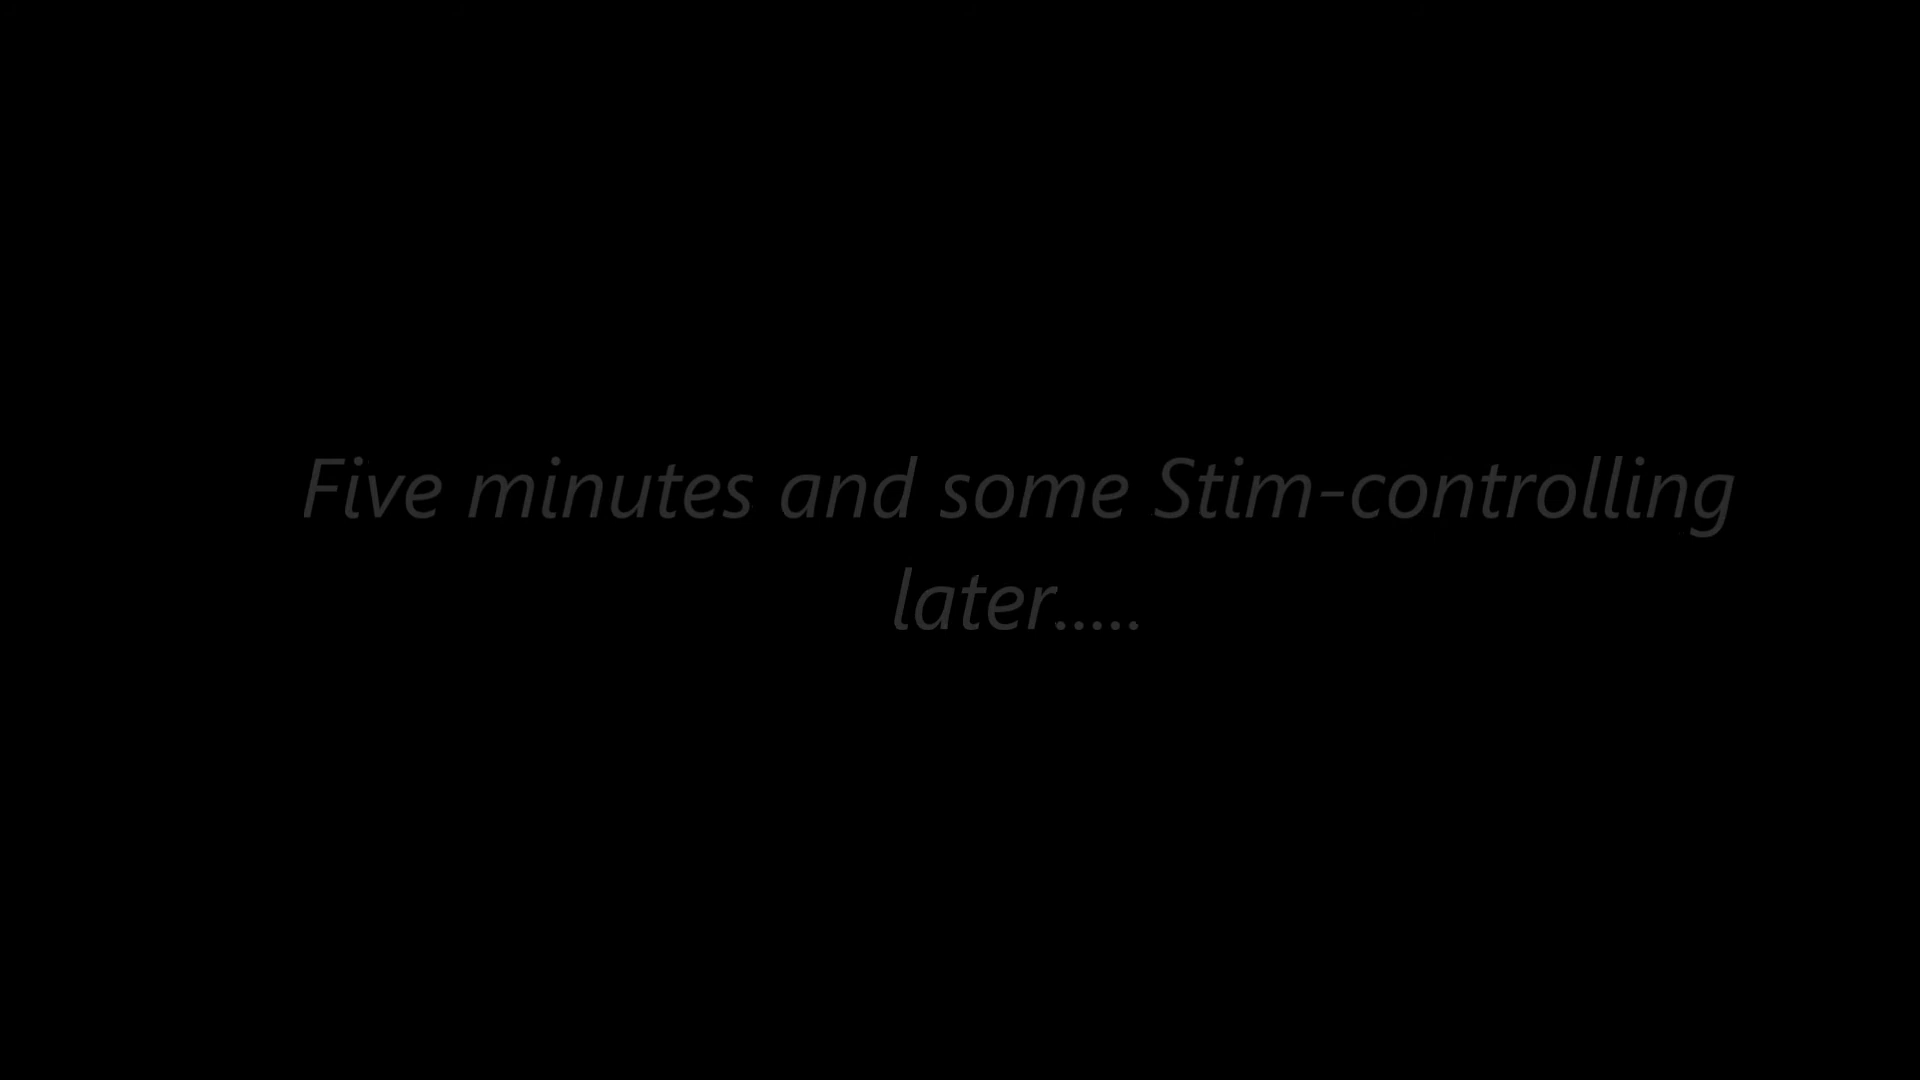 Five minutes and some Stim-controlling
later.....